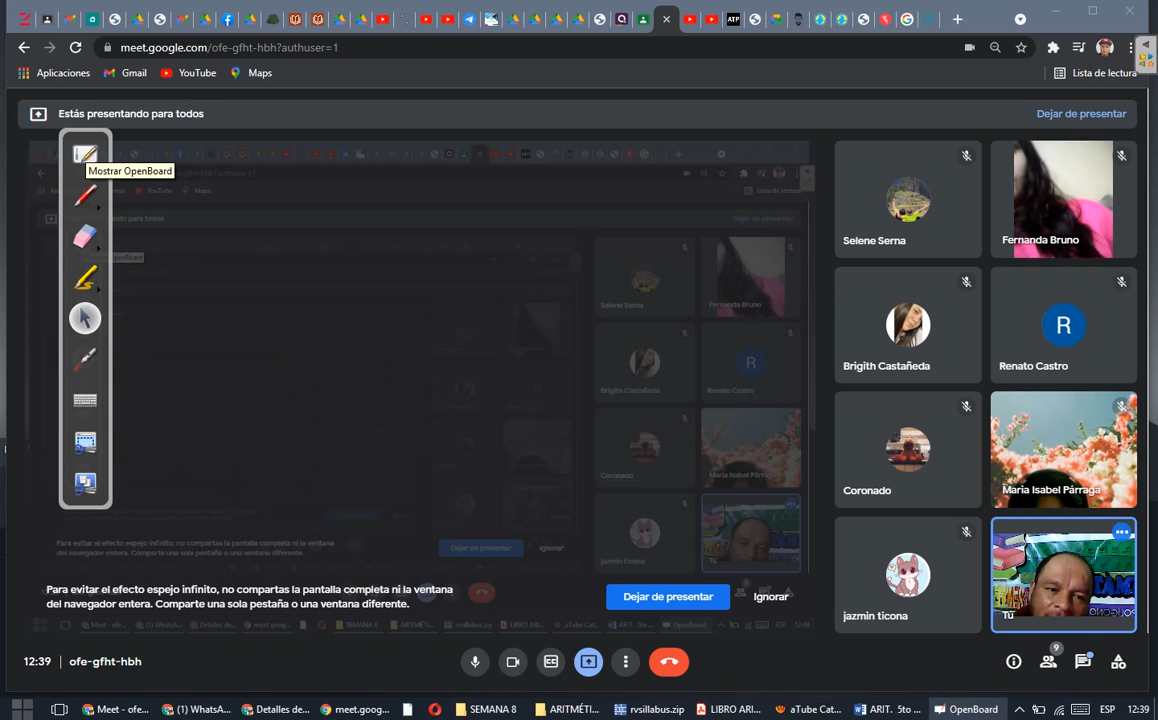 ATP
meet.google.com/ofe-gfht-hbh?authuser=1
Aplicaciones
Gmail
YouTube
Maps
Lista de lectura
Estás presentando para todos
Dejar de presentar
Mostrar OpenBoard
Selene Serna
Fernanda Bruno
Brigith Castañeda
R
Renato Castro
Coronado
Maria Isabel Párraga
jazmin ticona
Tú
Para evitar el efecto espejo infinito, no compartas la pantalla completa ni la ventana
del navegador entera. Comparte una sola pestaña o una ventana diferente.
Dejar de presentar
Ignorar
12:39
ofe-gfht-hbh
9
Meet - ofe...
(1) WhatsA...
Detalles de...
meet.goog...
SEMANA 8
ARITMÉTI...
rvsillabus.zip
LIBRO ARI...
aTube Cat...
ART. 5to ...
OpenBoard
ESP
12:39